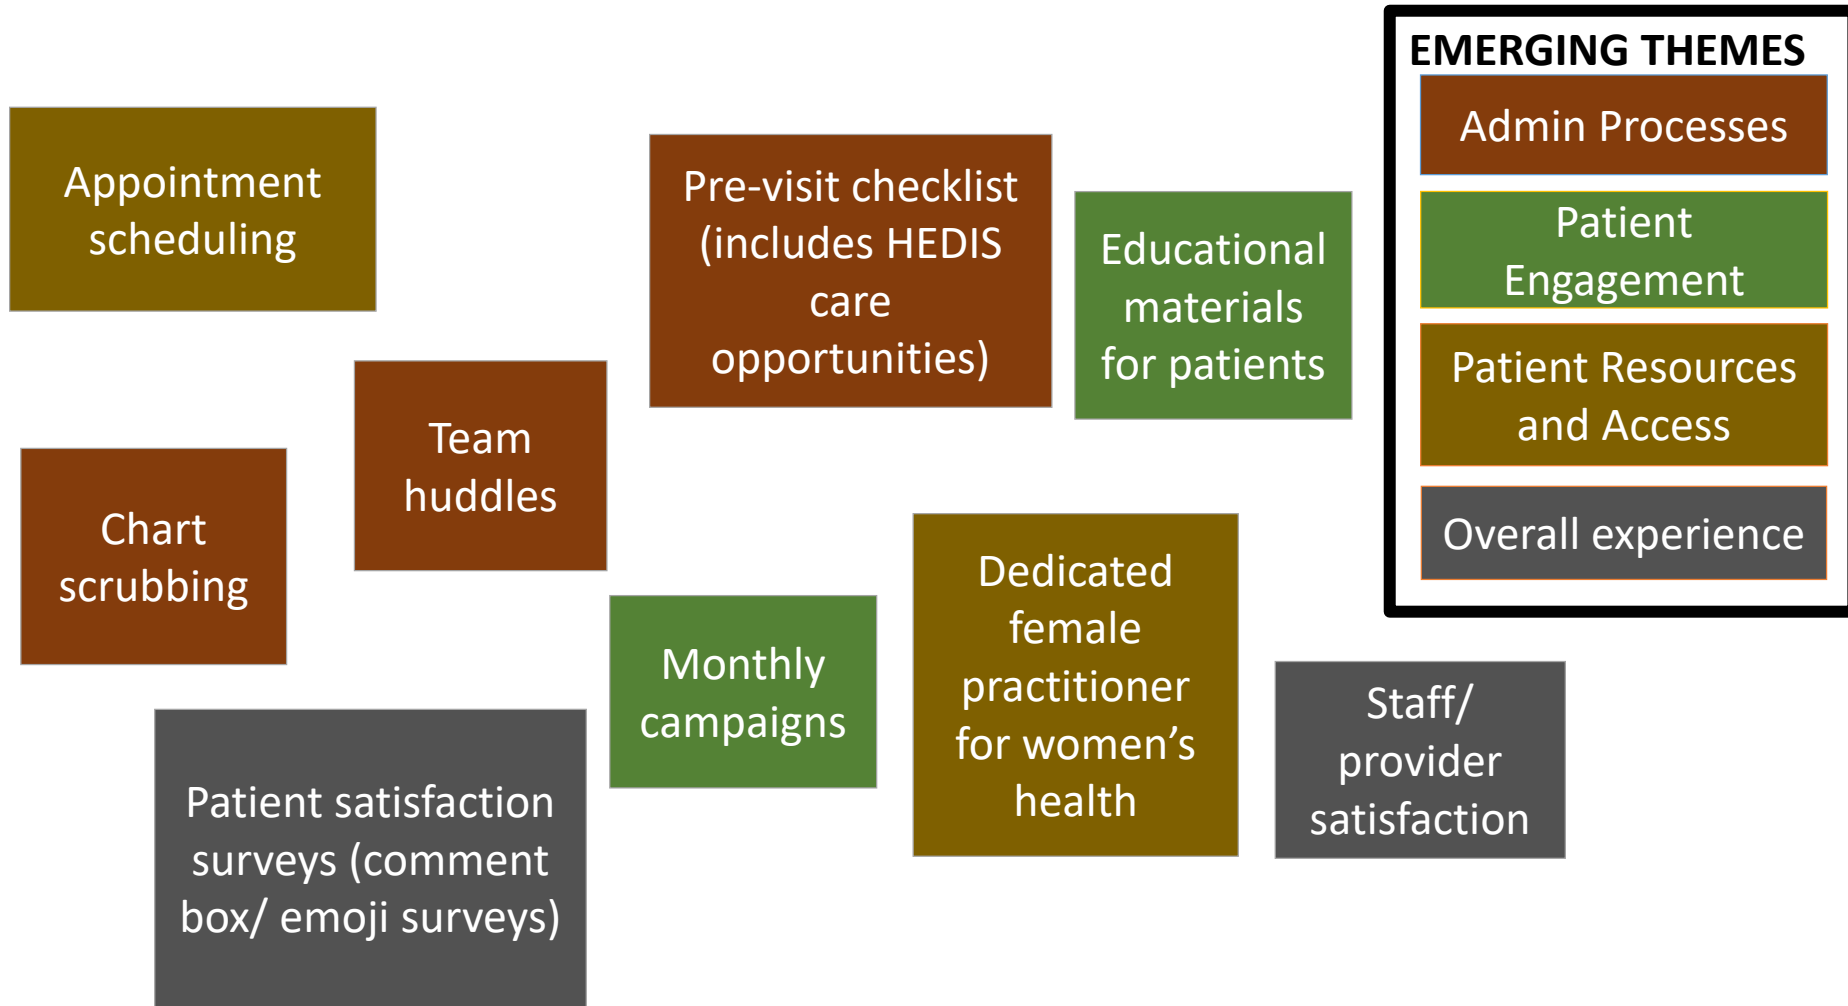 EMERGING THEMES
Admin Processes
Patient
Engagement
Patient Resources
and Access
Overall experience
Appointment
scheduling
Pre-visit checklist
(includes HEDIS
care
opportunities)
Educational
materials
for patients
Team
huddles
Chart
scrubbing
Monthly
campaigns
Dedicated
female
practitioner
for women’s
health
Staff/
provider
satisfaction
Patient satisfaction
surveys (comment
box/ emoji surveys)